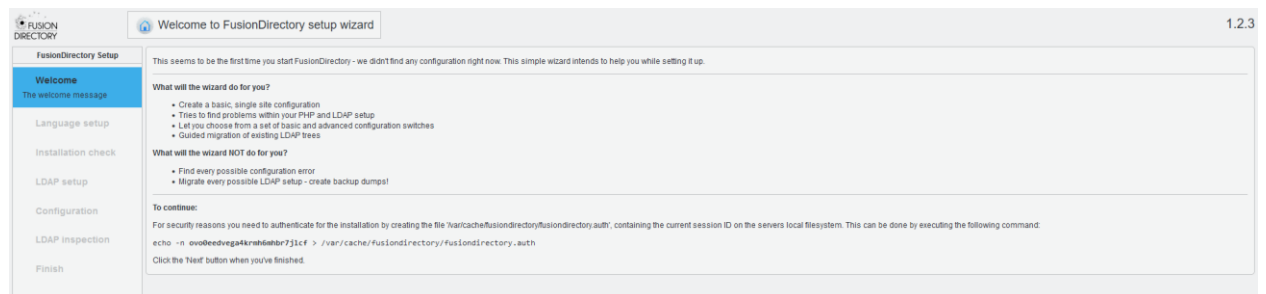 FUSION
DIRECTORY
Welcome to FusionDirectory setup wizard
1.2.3
FusionDirectory Setup
Welcome
The welcome message
Language setup
Installation check
LDAP setup
Configuration
LDAP inspection
Finish
This seems to be the first time you start FusionDirectory - we didn't find any configuration right now. This simple wizard intends to help you while setting it up.
What will the wizard do for you?
• Create a basic, single site configuration
• Tries to find problems within your PHP and LDAP setup
• Let you choose from a set of basic and advanced configuration switches
• Guided migration of existing LDAP trees
What will the wizard NOT do for you?
• Find every possible configuration error
• Migrate every possible LDAP setup - create backup dumps!
To continue:
For security reasons you need to authenticate for the installation by creating the file '/var/cache/fusiondirectory/fusiondirectory.auth', containing the current session ID on the servers local filesystem. This can be done by executing the following command:
echo -n ovo0eedvega4krmh6mhbr7j1cf > /var/cache/fusiondirectory/fusiondirectory.auth
Click the 'Next' button when you've finished.